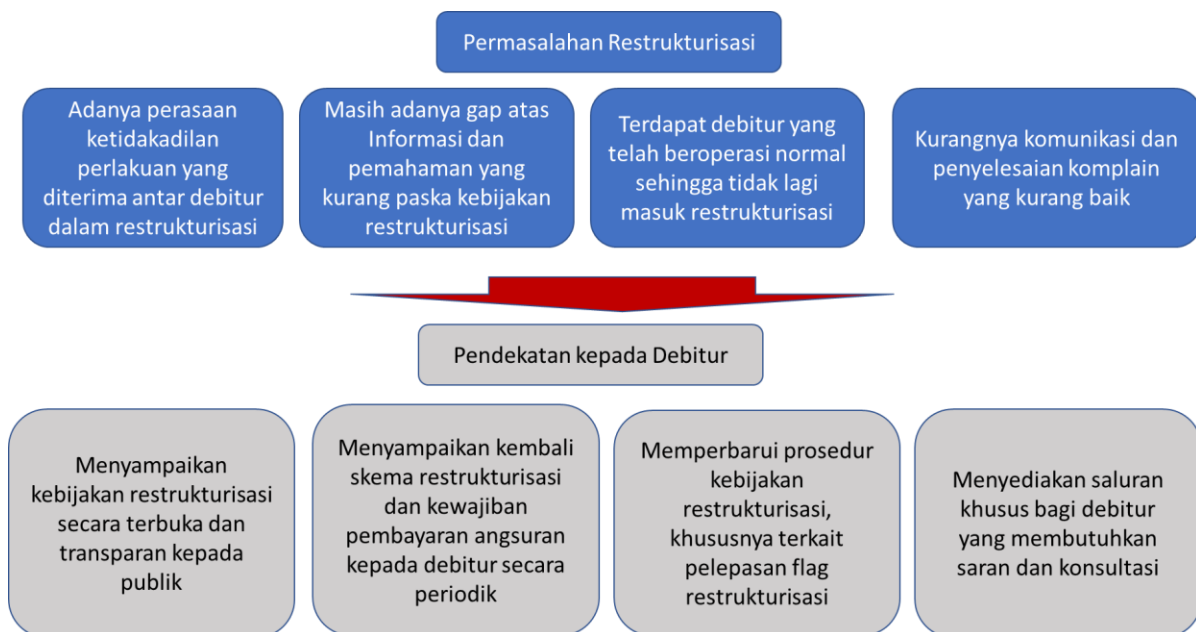 Permasalahan Restrukturisasi
Adanya perasaan
ketidakadilan
perlakuan yang
diterima antar debitur
dalam restrukturisasi
Masih adanya gap atas
Informasi dan
pemahaman yang
kurang paska kebijakan
restrukturisasi
Terdapat debitur yang
telah beroperasi normal
sehingga tidak lagi
masuk restrukturisasi
Kurangnya komunikasi dan
penyelesaian komplain
yang kurang baik
Pendekatan kepada Debitur
Menyampaikan
kebijakan restrukturisasi
secara terbuka dan
transparan kepada
publik
Menyampaikan kembali
skema restrukturisasi
dan kewajiban
pembayaran angsuran
kepada debitur secara
periodik
Memperbarui prosedur
kebijakan
restrukturisasi,
khususnya terkait
pelepasan flag
restrukturisasi
Menyediakan saluran
khusus bagi debitur
yang membutuhkan
saran dan konsultasi